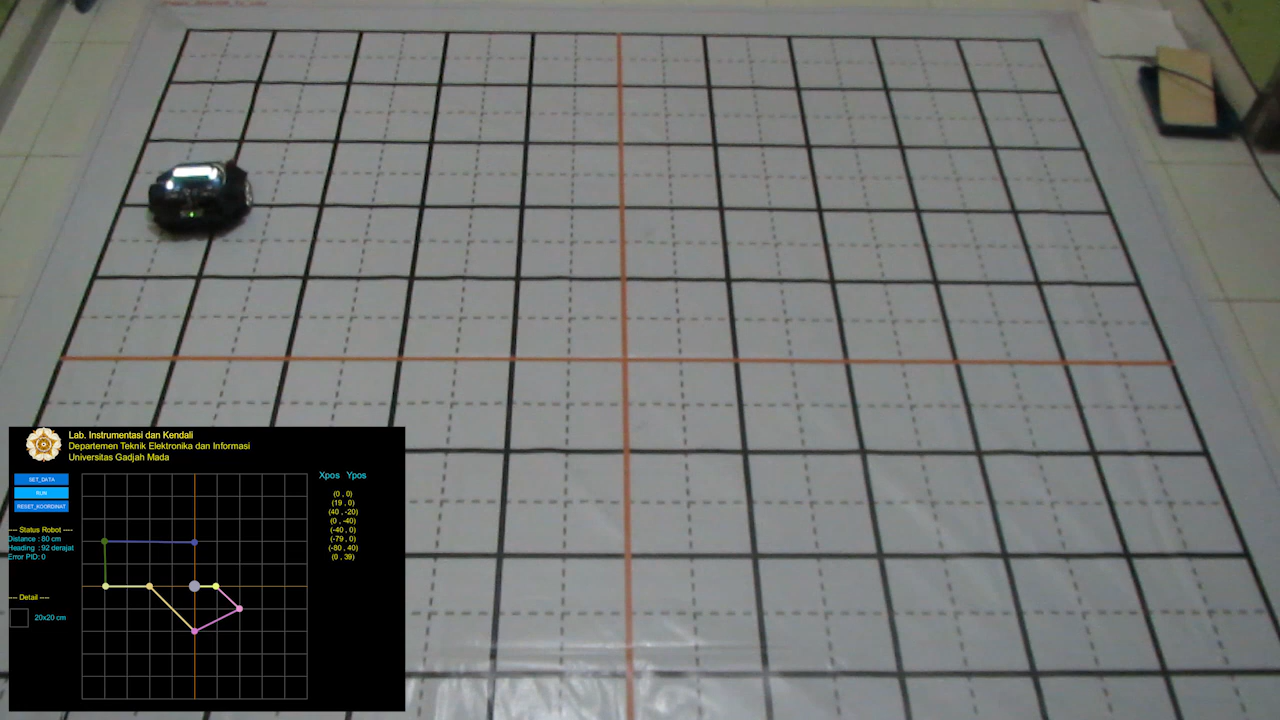 Lab. Instrumentasi dan Kendali
Departemen Teknik Elektronika dan Informasi
Universitas Gadjah Mada
SET_DATA
RUN
RESET_KOORDINAT
---- Status Robot ----
Distance : 80 cm
Heading : 92 derajat
Error PID: 0
---- Detail ----
20x20 cm
Xpos Ypos
(0 , 0)
(19 , 0)
(40 , -20)
(0 , -40)
(-40 , 0)
(-79 , 0)
(-80 , 40)
(0 , 39)